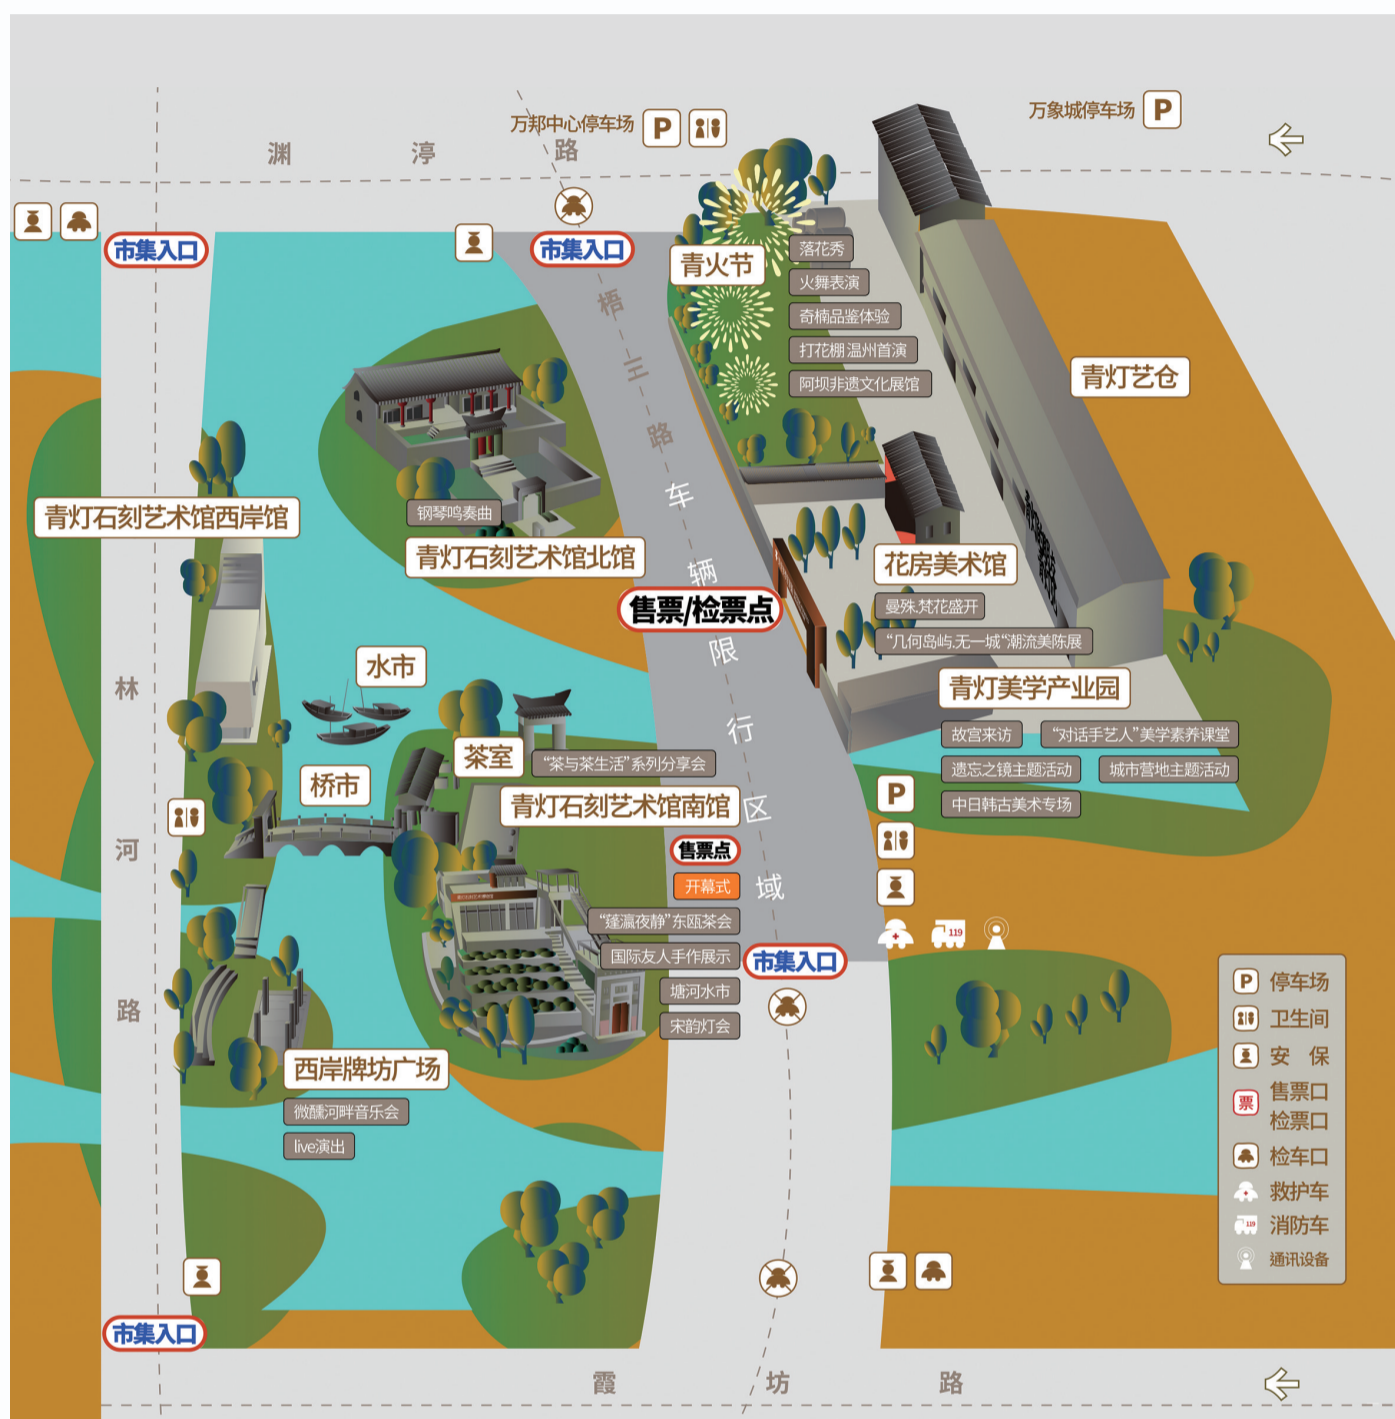 万邦中心停车场
P
万象城停车场
P
渊渟路
市集入口
市集入口
青火节
落花秀
火舞表演
奇楠品鉴体验
打花棚温州首演
阿坝非遗文化展馆
梧王路
青灯艺仓
车辆限行区域
青灯石刻艺术馆西岸馆
钢琴鸣奏曲
青灯石刻艺术馆北馆
售票/检票点
花房美术馆
曼殊.梵花盛开
“几何岛屿,无一城“潮流美陈展
青灯美学产业园
故宫来访
“对话手艺人”美学素养课堂
遗忘之镜主题活动
城市营地主题活动
中日韩古美术专场
水市
茶室
“茶与茶生活”系列分享会
桥市
青灯石刻艺术馆南馆
售票点
开幕式
“蓬瀛夜静”东瓯茶会
国际友人手作展示
塘河水市
宋韵灯会
P
119
市集入口
林河路
西岸牌坊广场
微醺河畔音乐会
live演出
市集入口
霞坊路
P 停车场
卫生间
安 保
票 售票口
检票口
检车口
救护车
119 消防车
通讯设备